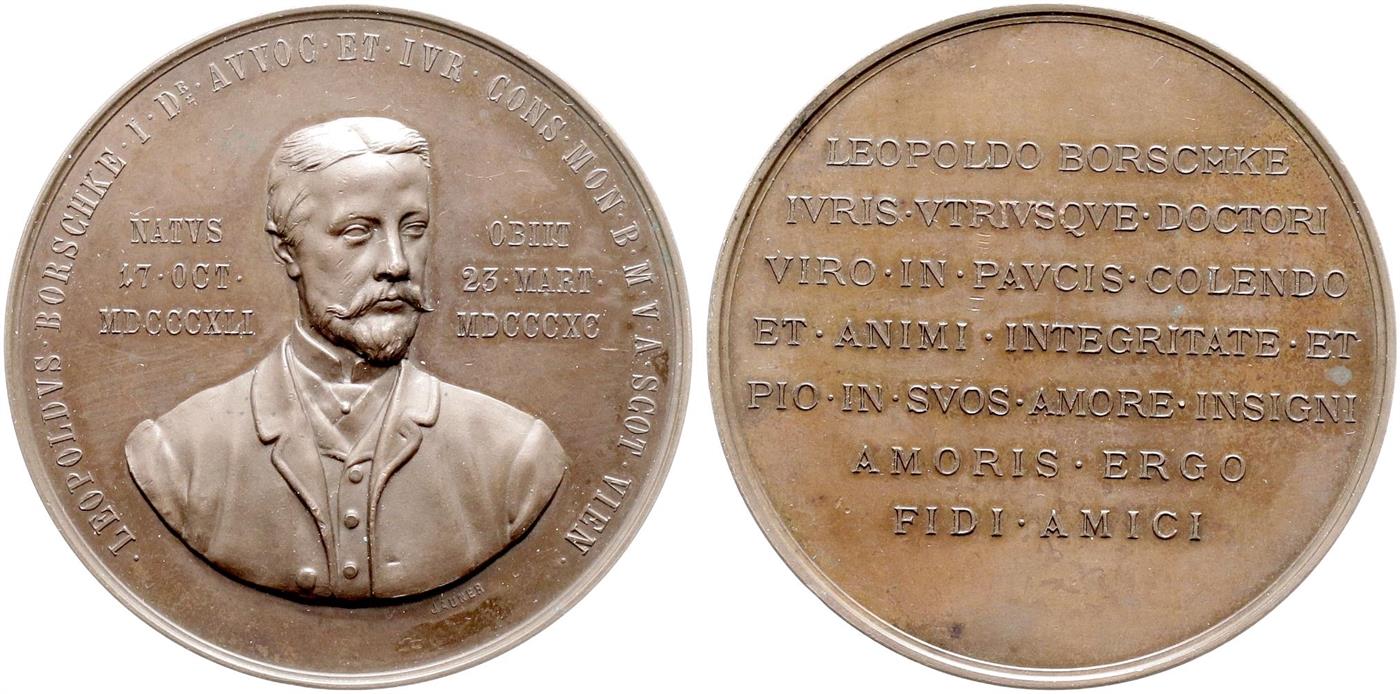 · LEOPOLDVS · BORSCHKE · I · DR. AVVOC · ET · IVR · CONS · MON · B · M V · A · SCOT · VIEN ·
NATVS
17 · OCT ·
MDCCCXLI
OBIIT
23 · MART ·
MDCCCXC
JAUNER
LEOPOLDO BORSCHKE
IVRIS · VTRIVSQVE · DOCTORI
VIRO · IN · PAVCIS · COLENDO
ET · ANIMI · INTEGRITATE · ET
PIO · IN · SVOS · AMORE · INSIGNI
AMORIS · ERGO
FIDI · AMICI